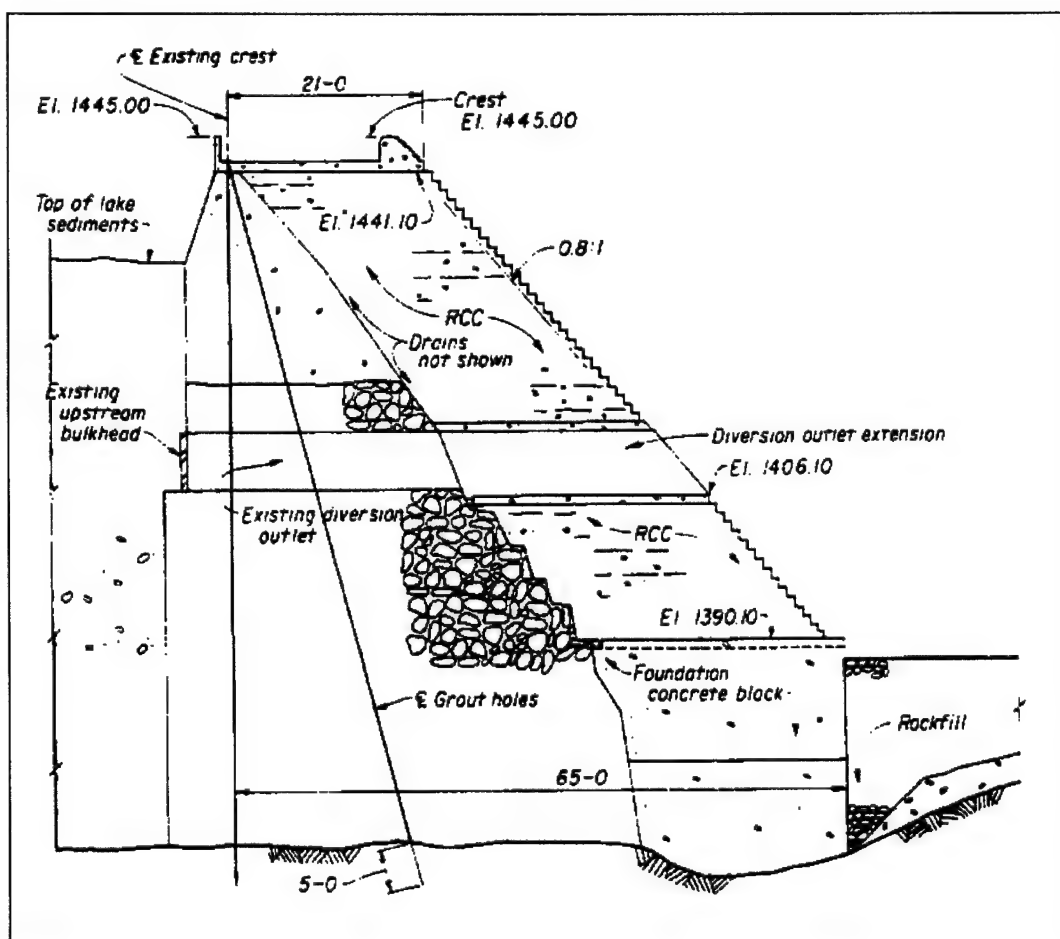 ℄ Existing crest
21-0
El. 1445.00
Crest
El. 1445.00
Top of lake
sediments
El. 1441.10
0.8:1
RCC
Drains
not shown
Existing
upstream
bulkhead
Diversion outlet extension
El. 1406.10
Existing diversion
outlet
RCC
El 1390.10
Foundation
concrete block
℄ Grout holes
Rockfill
65-0
5-0